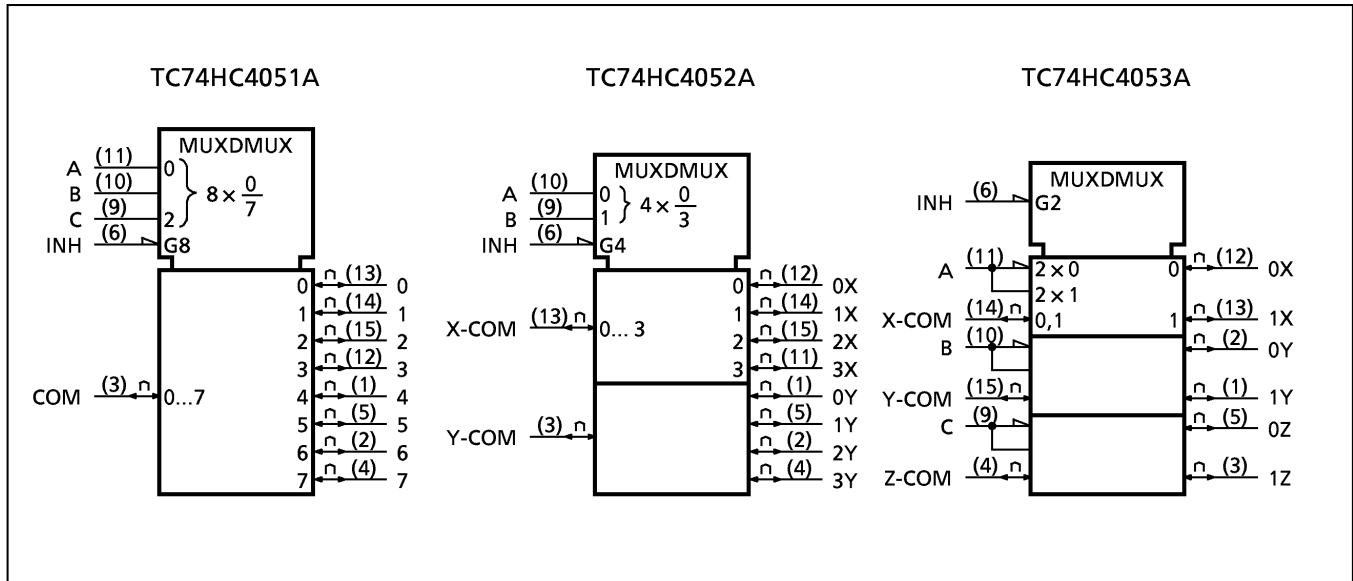 TC74HC4051A
MUXDMUX
A (11) 0
B (10) 8 × 0/7
C (9) 2
INH (6) G8
0 (13) 0
1 (14) 1
2 (15) 2
3 (12) 3
COM (3) 0...7 4 (1) 4
5 (5) 5
6 (2) 6
7 (4) 7
TC74HC4052A
MUXDMUX
A (10) 0 4 × 0/3
B (9) 1
INH (6) G4
0 (12) 0X
1 (14) 1X
X-COM (13) 0... 3 2 (15) 2X
3 (11) 3X
(1) 0Y
(5) 1Y
Y-COM (3) (2) 2Y
(4) 3Y
TC74HC4053A
MUXDMUX
INH (6) G2
A (11) 2 × 0 0 (12) 0X
2 × 1
X-COM (14) 0,1 1 (13) 1X
B (10) (2) 0Y
Y-COM (15) (1) 1Y
C (9) (5) 0Z
Z-COM (4) (3) 1Z